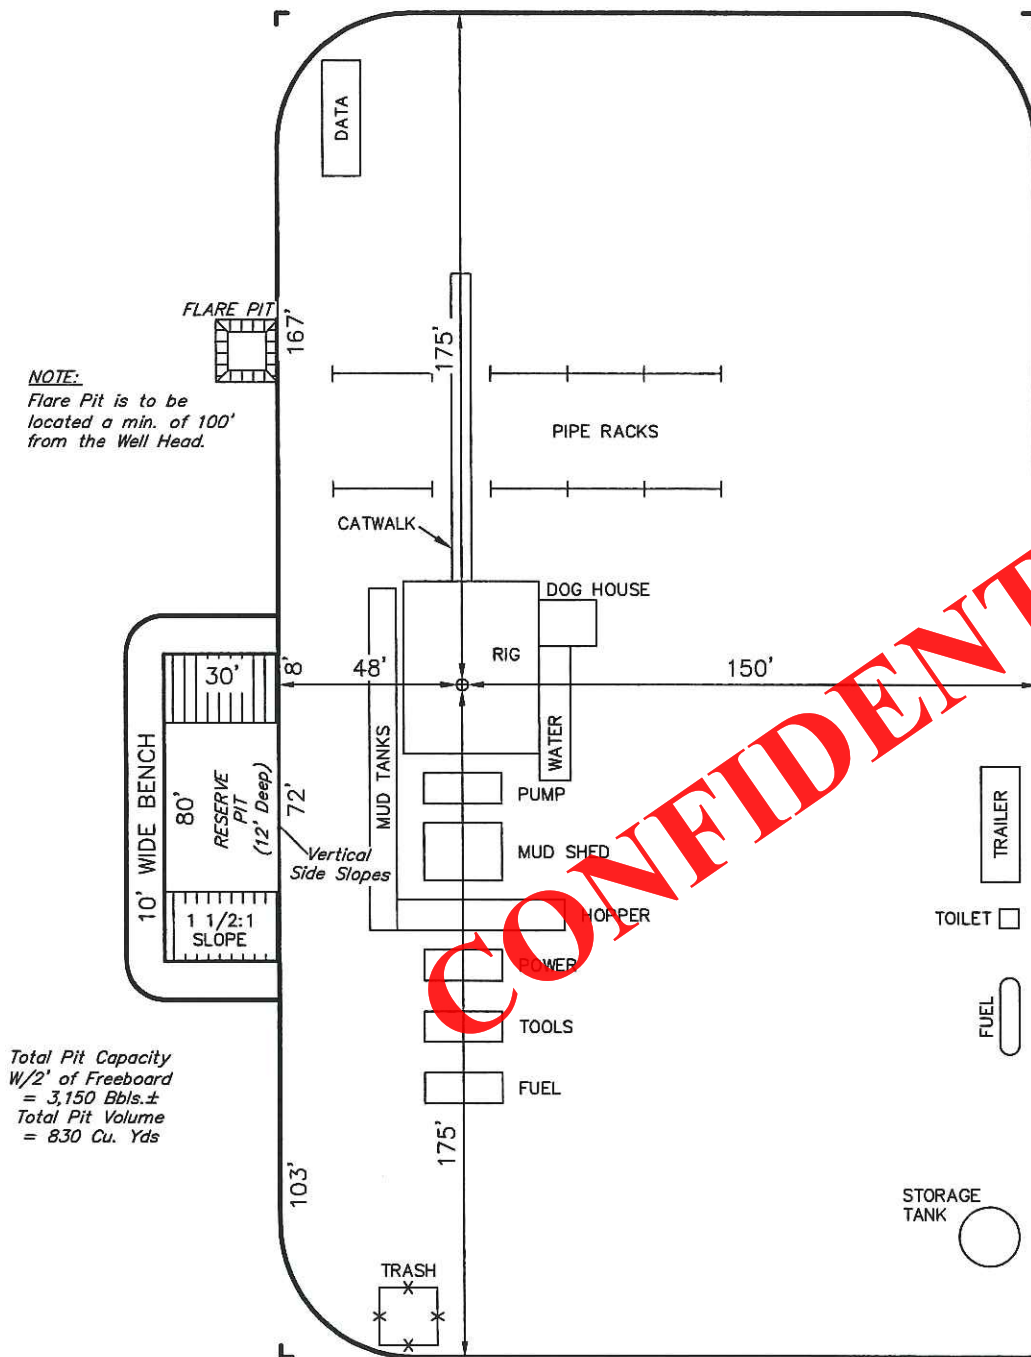 DATA
FLARE PIT
167'
175'
NOTE:
Flare Pit is to be
located a min. of 100'
from the Well Head.
PIPE RACKS
CATWALK
DOG HOUSE
RIG
30'
8'
48'
150'
WATER
MUD TANKS
10' WIDE BENCH
80'
RESERVE
PIT
(12' Deep)
72'
Vertical
Side Slopes
PUMP
MUD SHED
TRAILER
HOPPER
TOILET
1 1/2:1
SLOPE
POWER
TOOLS
FUEL
FUEL
Total Pit Capacity
W/2' of Freeboard
= 3,150 Bbls.±
Total Pit Volume
= 830 Cu. Yds
175'
103'
STORAGE
TANK
TRASH
CONFIDENT